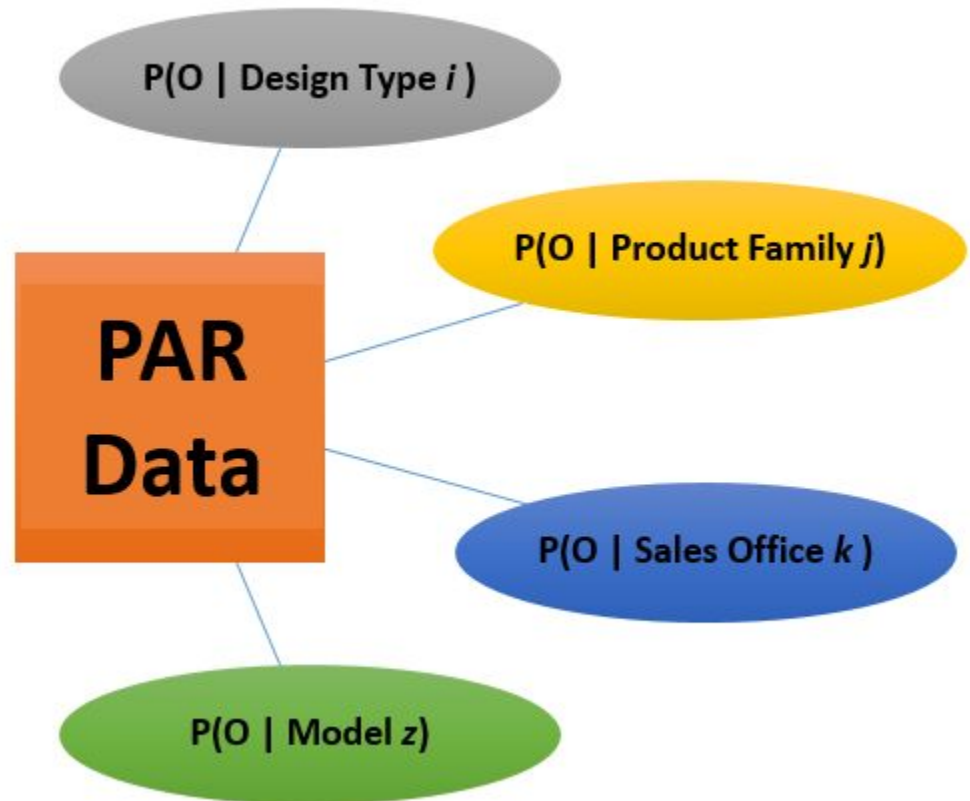 P(O | Design Type i )
P(O | Product Family j)
PAR
Data
P(O | Sales Office k )
P(O | Model z)